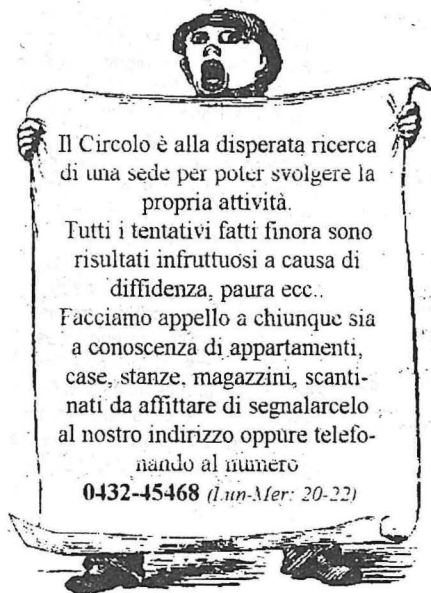 Il Circolo è alla disperata ricerca
di una sede per poter svolgere la
propria attività.
Tutti i tentativi fatti finora sono
risultati infruttuosi a causa di
diffidenza, paura ecc..
Facciamo appello a chiunque sia
a conoscenza di appartamenti,
case, stanze, magazzini, scanti-
nati da affittare di segnalarcelo
al nostro indirizzo oppure telefo-
nando al numero
0432-45468 (Lun-Mer: 20-22)